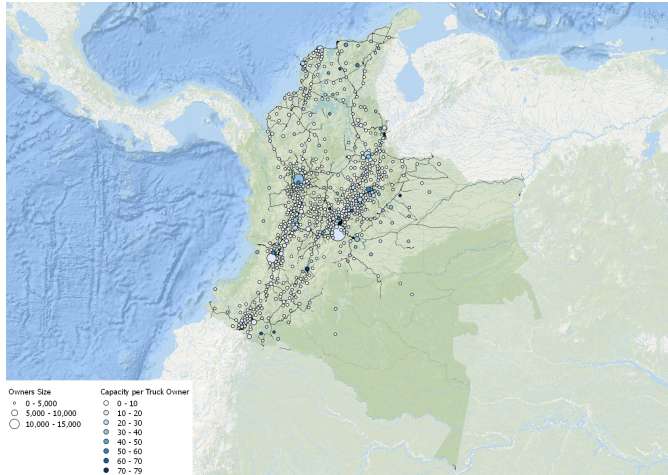 Owners Size
0 - 5,000
5,000 - 10,000
10,000 - 15,000
Capacity per Truck Owner
0 - 10
10 - 20
20 - 30
30 - 40
40 - 50
50 - 60
60 - 70
70 - 79